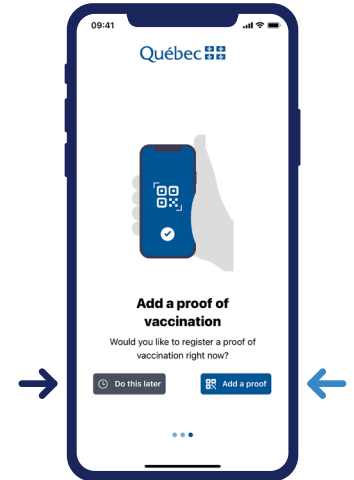 09:41
Québec
Add a proof of
vaccination
Would you like to register a proof of
vaccination right now?
Do this later
Add a proof